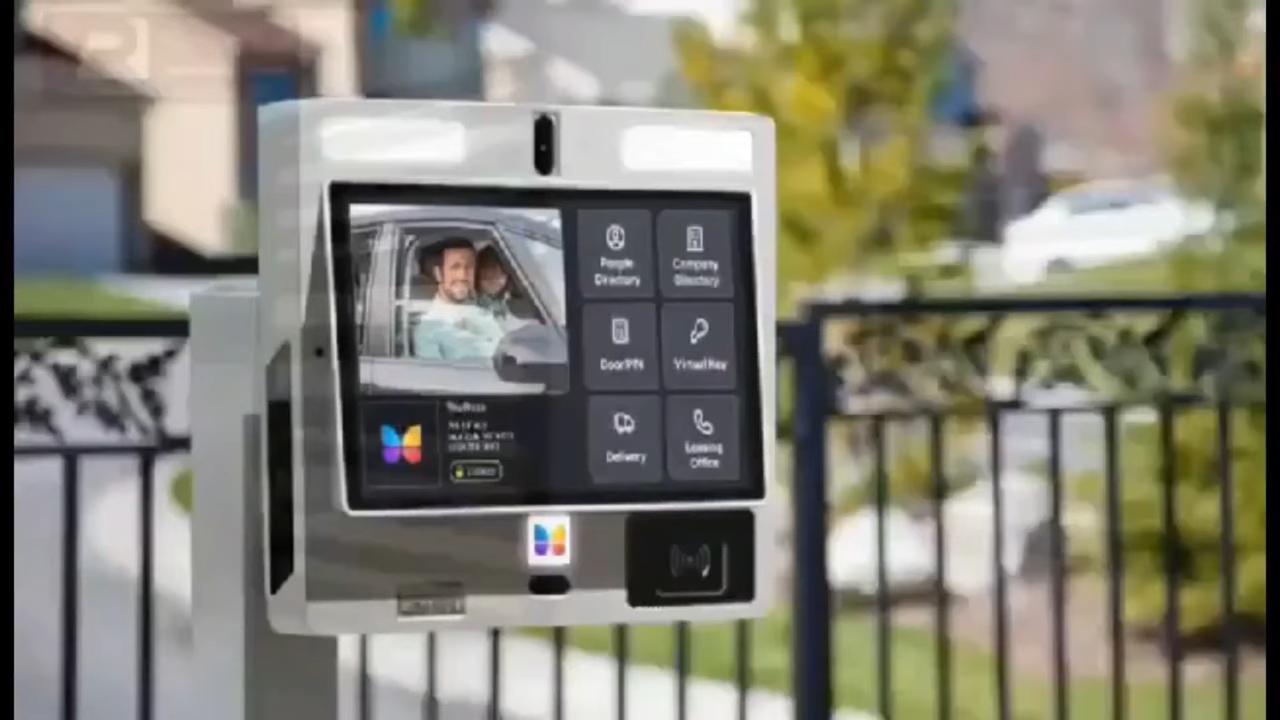 People
Directory
Company
Directory
Door PIN
Virtual Key
Delivery
Leasing
Office